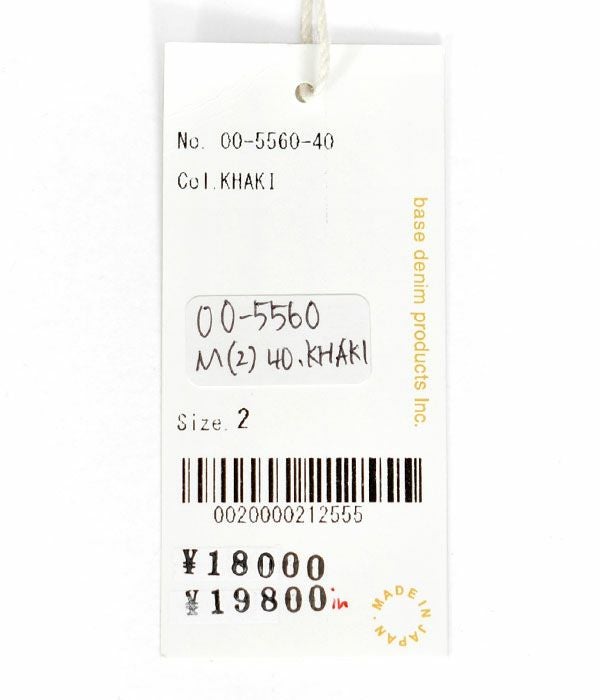 No. 00-5560-40
Col.KHAKI
base denim products Inc.
00-5560
M(2) 40.KHAKI
Size. 2
0020000212555
¥18000
¥19800in
MADE IN JAPAN.